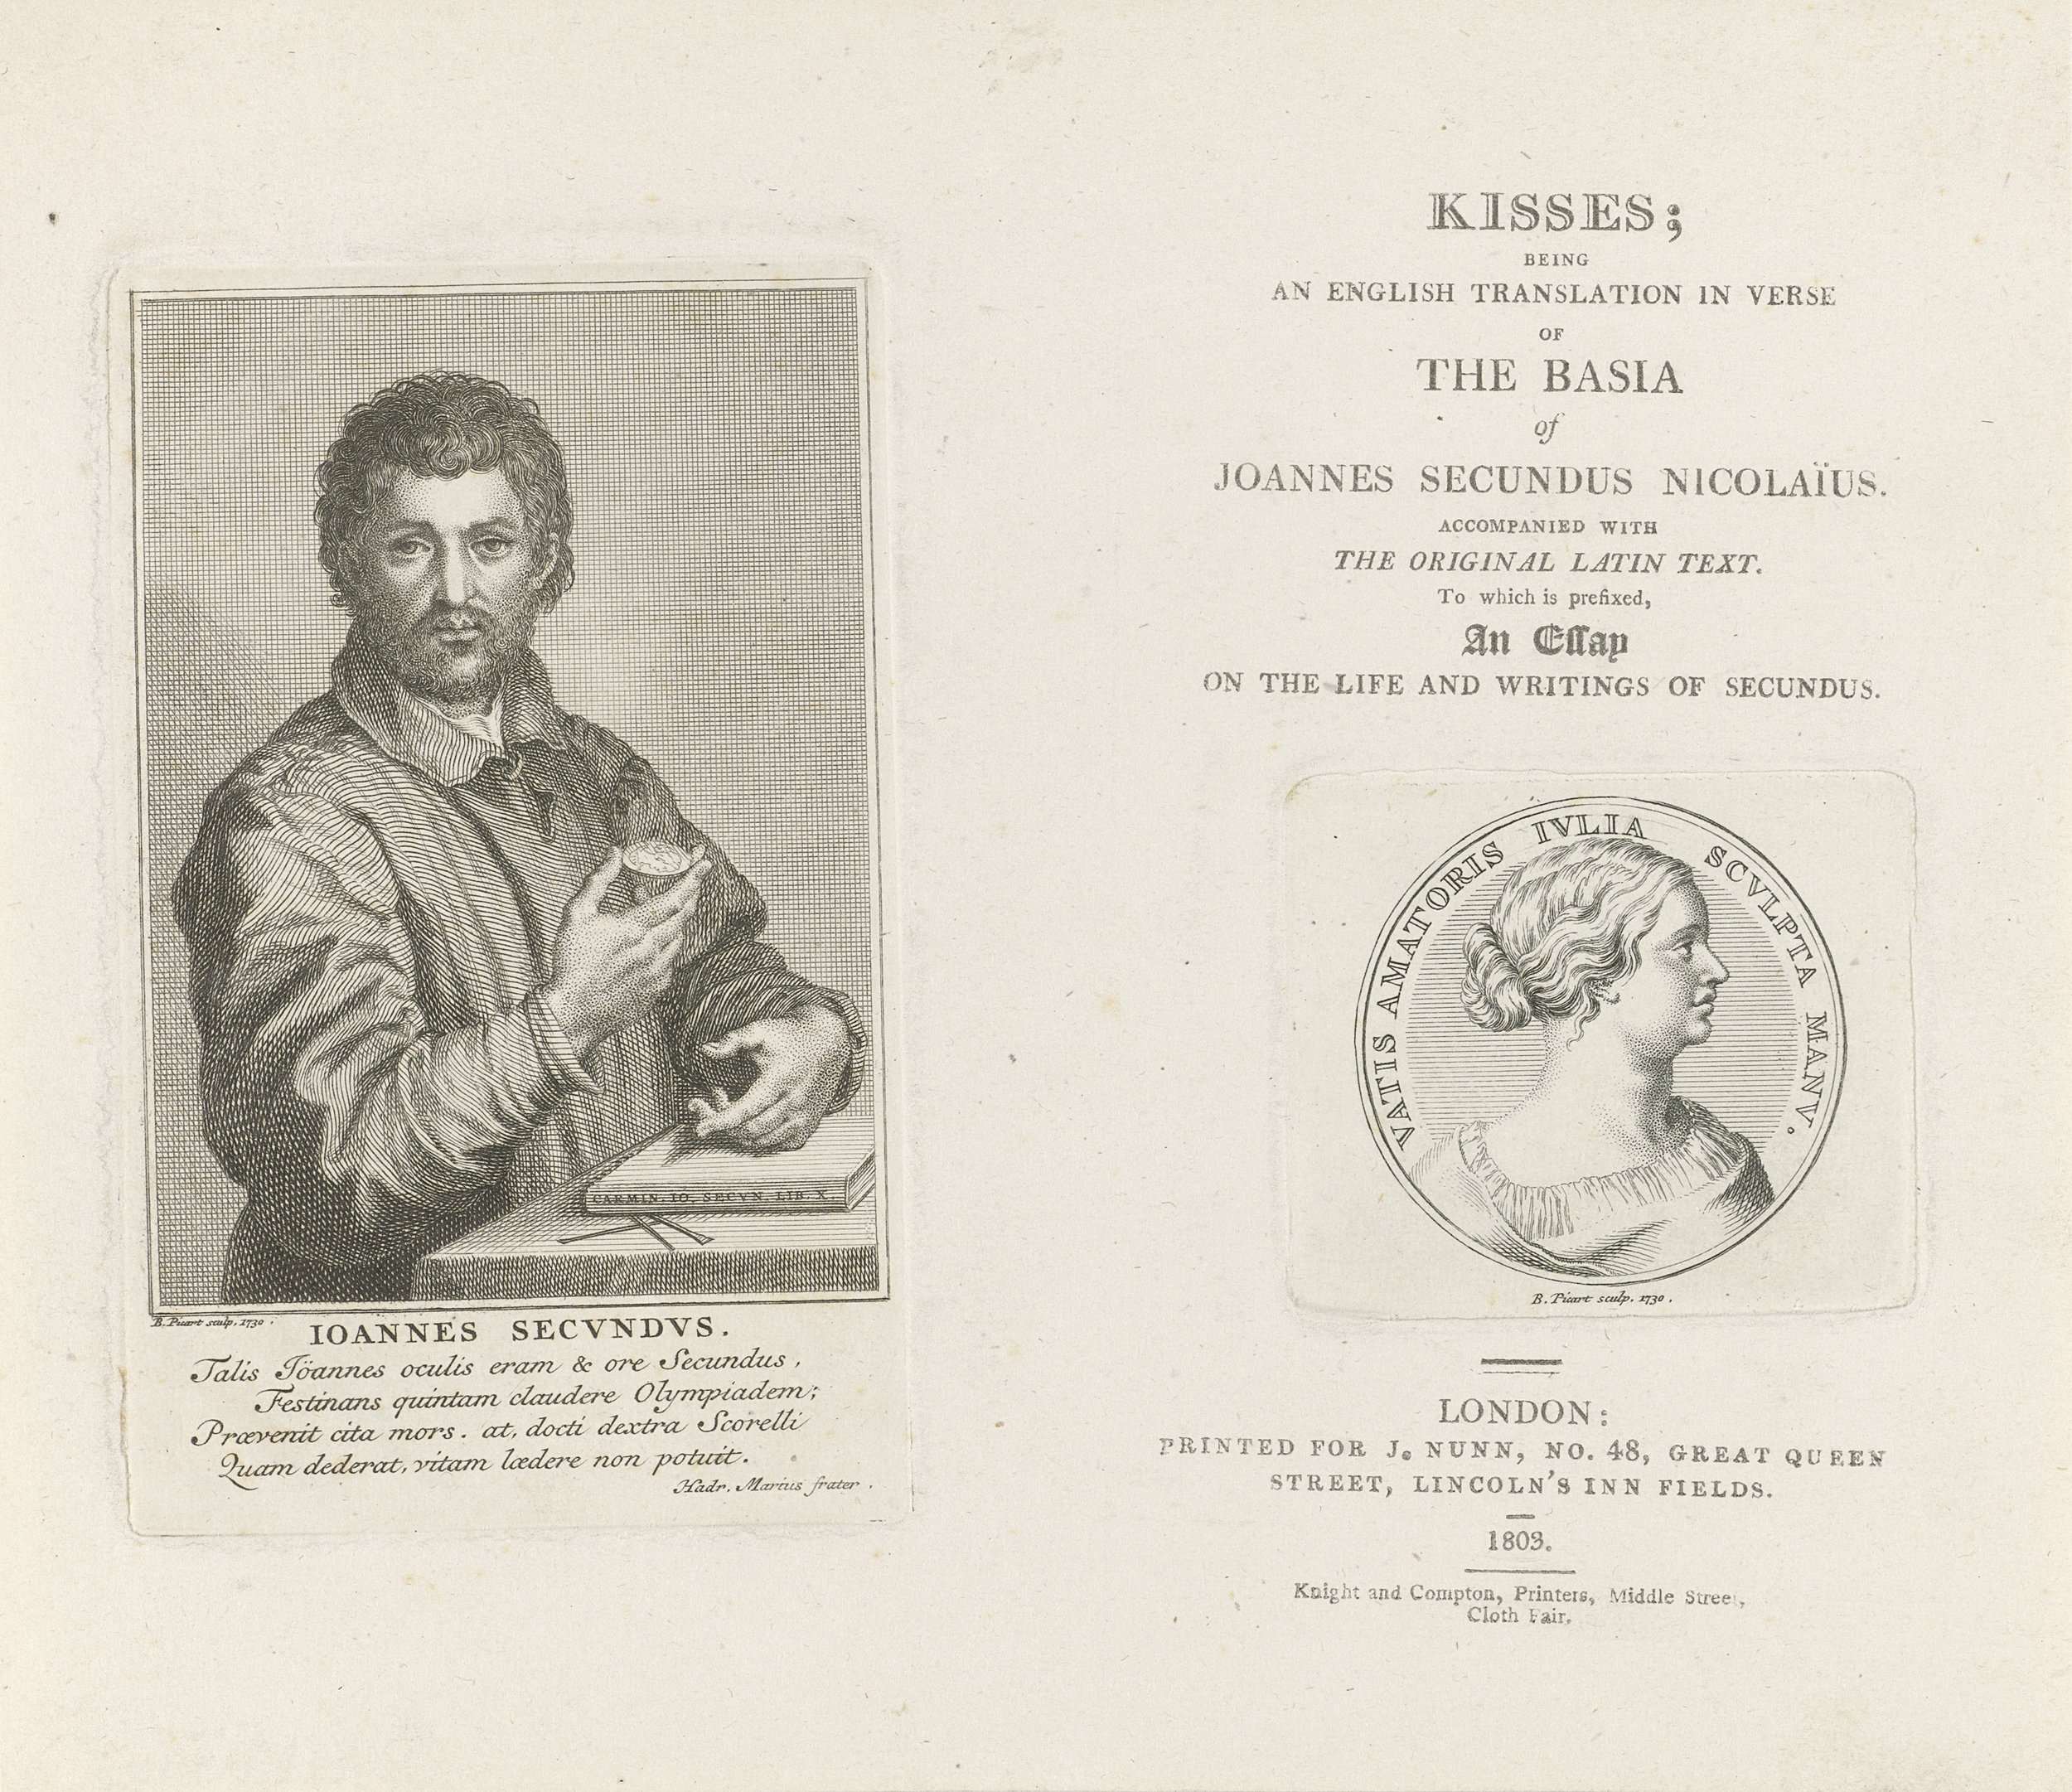 CARMIN. IO. SECVN. LIB. X.
B. Picart sculp. 1730.
IOANNES SECVNDVS.
Talis Jöannes oculis eram & ore Secundus,
Festinans quintam claudere Olympiadem;
Prævenit cita mors. at, docti dextra Scorelli
Quam dederat, vitam lædere non potuit.
Hadr. Marius frater.
KISSES;
BEING
AN ENGLISH TRANSLATION IN VERSE
OF
THE BASIA
of
JOANNES SECUNDUS NICOLAÏUS.
ACCOMPANIED WITH
THE ORIGINAL LATIN TEXT.
To which is prefixed,
An Eſſay
ON THE LIFE AND WRITINGS OF SECUNDUS.
VATIS AMATORIS IVLIA SCVLPTA MANV.
B. Picart sculp. 1730.
LONDON:
PRINTED FOR J. NUNN, NO. 48, GREAT QUEEN
STREET, LINCOLN'S INN FIELDS.
1803.
Knight and Compton, Printers, Middle Street,
Cloth Fair.